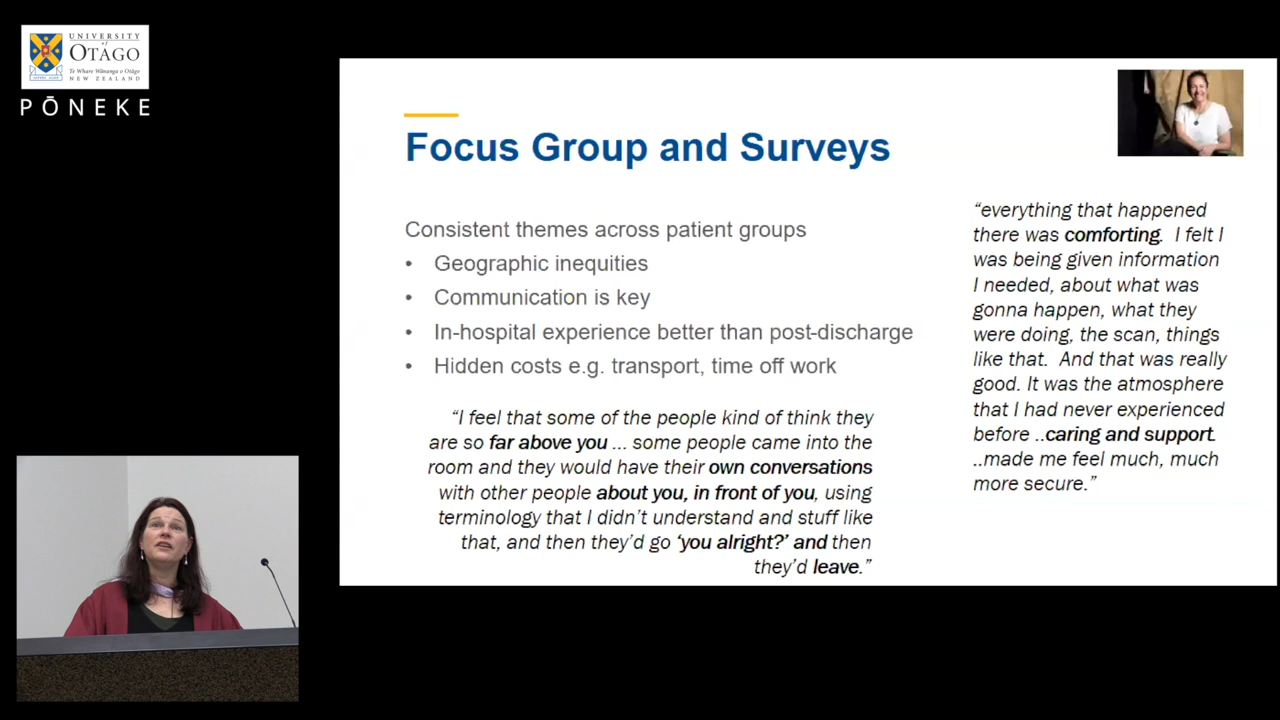 UNIVERSITY
of
OTAGO
Te Whare Wānanga o Otāgo
NEW ZEALAND
PŌNEKE
Focus Group and Surveys
Consistent themes across patient groups
• Geographic inequities
• Communication is key
• In-hospital experience better than post-discharge
• Hidden costs e.g. transport, time off work
“I feel that some of the people kind of think they
are so far above you ... some people came into the
room and they would have their own conversations
with other people about you, in front of you, using
terminology that I didn’t understand and stuff like
that, and then they’d go ‘you alright?’ and then
they’d leave.”
“everything that happened
there was comforting. I felt I
was being given information
I needed, about what was
gonna happen, what they
were doing, the scan, things
like that. And that was really
good. It was the atmosphere
that I had never experienced
before ..caring and support.
..made me feel much, much
more secure.”